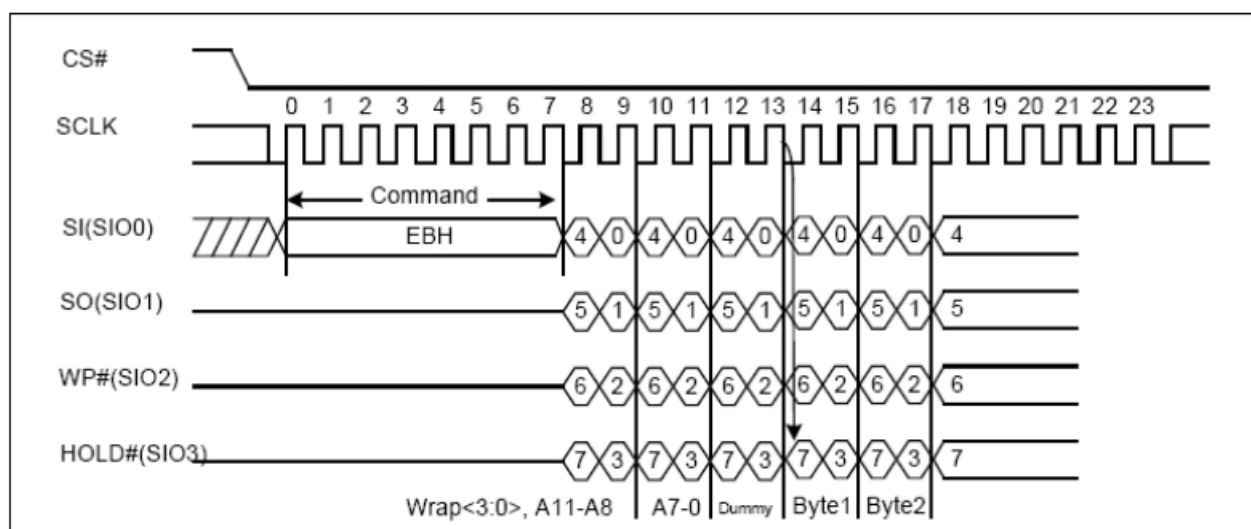 CS#
0 1 2 3 4 5 6 7 8 9 10 11 12 13 14 15 16 17 18 19 20 21 22 23
SCLK
Command
SI(SIO0) EBH 4 0 4 0 4 0 4 0 4 0 4
SO(SIO1) 5 1 5 1 5 1 5 1 5 1 5
WP#(SIO2) 6 2 6 2 6 2 6 2 6 2 6
HOLD#(SIO3) 7 3 7 3 7 3 7 3 7 3 7
Wrap<3:0>, A11-A8 A7-0 Dummy Byte1 Byte2